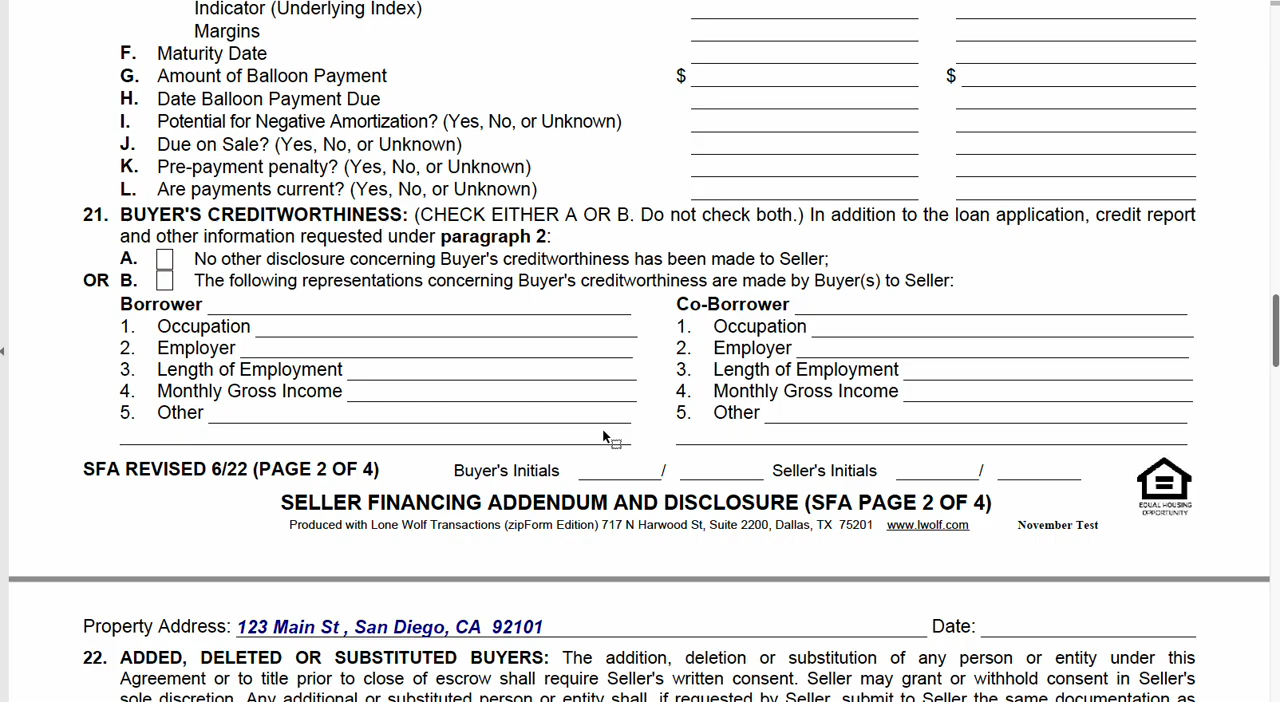 Indicator (Underlying Index)
Margins
F. Maturity Date
G. Amount of Balloon Payment $ $
H. Date Balloon Payment Due
I. Potential for Negative Amortization? (Yes, No, or Unknown)
J. Due on Sale? (Yes, No, or Unknown)
K. Pre-payment penalty? (Yes, No, or Unknown)
L. Are payments current? (Yes, No, or Unknown)
21. BUYER'S CREDITWORTHINESS: (CHECK EITHER A OR B. Do not check both.) In addition to the loan application, credit report
and other information requested under paragraph 2:
A. No other disclosure concerning Buyer's creditworthiness has been made to Seller;
OR B. The following representations concerning Buyer's creditworthiness are made by Buyer(s) to Seller:
Borrower Co-Borrower
1. Occupation 1. Occupation
2. Employer 2. Employer
3. Length of Employment 3. Length of Employment
4. Monthly Gross Income 4. Monthly Gross Income
5. Other 5. Other
SFA REVISED 6/22 (PAGE 2 OF 4) Buyer's Initials / Seller's Initials /
EQUAL HOUSING
OPPORTUNITY
SELLER FINANCING ADDENDUM AND DISCLOSURE (SFA PAGE 2 OF 4)
Produced with Lone Wolf Transactions (zipForm Edition) 717 N Harwood St, Suite 2200, Dallas, TX 75201 www.lwolf.com November Test
Property Address: 123 Main St , San Diego, CA 92101 Date:
22. ADDED, DELETED OR SUBSTITUTED BUYERS: The addition, deletion or substitution of any person or entity under this
Agreement or to title prior to close of escrow shall require Seller's written consent. Seller may grant or withhold consent in Seller's
sole discretion. Any additional or substituted person or entity shall, if requested by Seller, submit to Seller the same documentation as